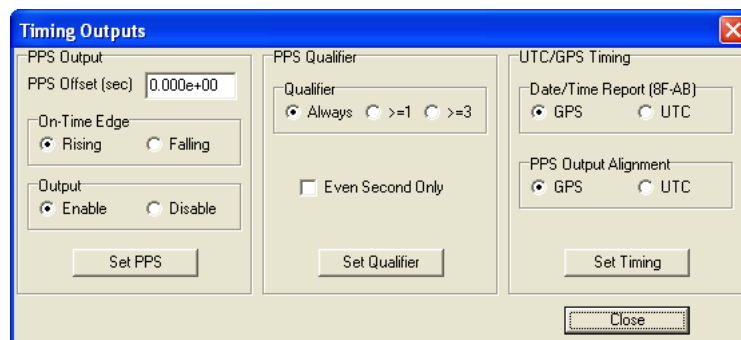 Timing Outputs
PPS Output
PPS Offset (sec) 0.000e+00
On-Time Edge
Rising Falling
Output
Enable Disable
Set PPS
PPS Qualifier
Qualifier
Always >=1 >=3
Even Second Only
Set Qualifier
UTC/GPS Timing
Date/Time Report (8F-AB)
GPS UTC
PPS Output Alignment
GPS UTC
Set Timing
Close